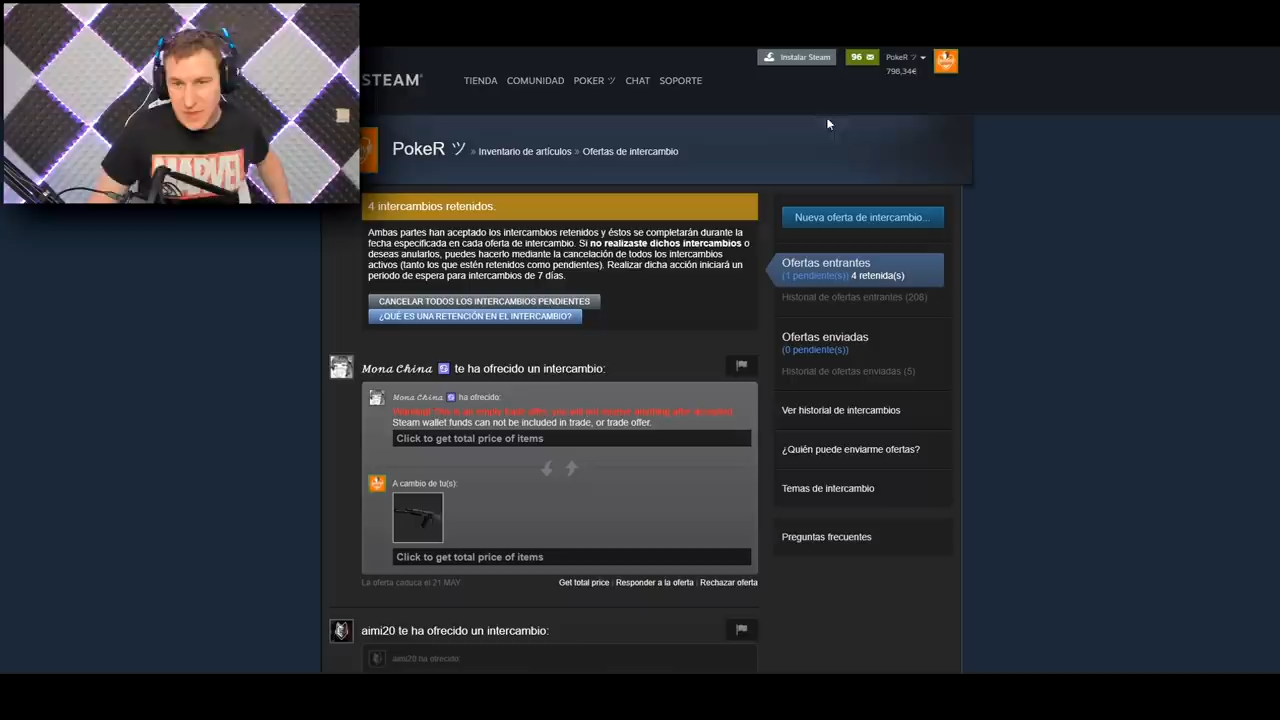 MARVEL
STEAM
TIENDA COMUNIDAD POKER ツ CHAT SOPORTE
Instalar Steam
96
PokeR ツ
798,34€
PokeR ツ » Inventario de artículos » Ofertas de intercambio
4 intercambios retenidos.
Ambas partes han aceptado los intercambios retenidos y éstos se completarán durante la
fecha especificada en cada oferta de intercambio. Si no realizaste dichos intercambios o
deseas anularlos, puedes hacerlo mediante la cancelación de todos los intercambios
activos (tanto los que estén retenidos como pendientes). Realizar dicha acción iniciará un
periodo de espera para intercambios de 7 días.
CANCELAR TODOS LOS INTERCAMBIOS PENDIENTES
¿QUÉ ES UNA RETENCIÓN EN EL INTERCAMBIO?
Mona China te ha ofrecido un intercambio:
Mona China ha ofrecido:
Warning! This is an empty trade offer, you will not receive anything after accepted.
Steam wallet funds can not be included in trade, or trade offer.
Click to get total price of items
A cambio de tu(s):
Click to get total price of items
La oferta caduca el 21 MAY
Get total price | Responder a la oferta | Rechazar oferta
aimi20 te ha ofrecido un intercambio:
aimi20 ha ofrecido:
Nueva oferta de intercambio...
Ofertas entrantes
(1 pendiente(s)) 4 retenida(s)
Historial de ofertas entrantes (208)
Ofertas enviadas
(0 pendiente(s))
Historial de ofertas enviadas (5)
Ver historial de intercambios
¿Quién puede enviarme ofertas?
Temas de intercambio
Preguntas frecuentes